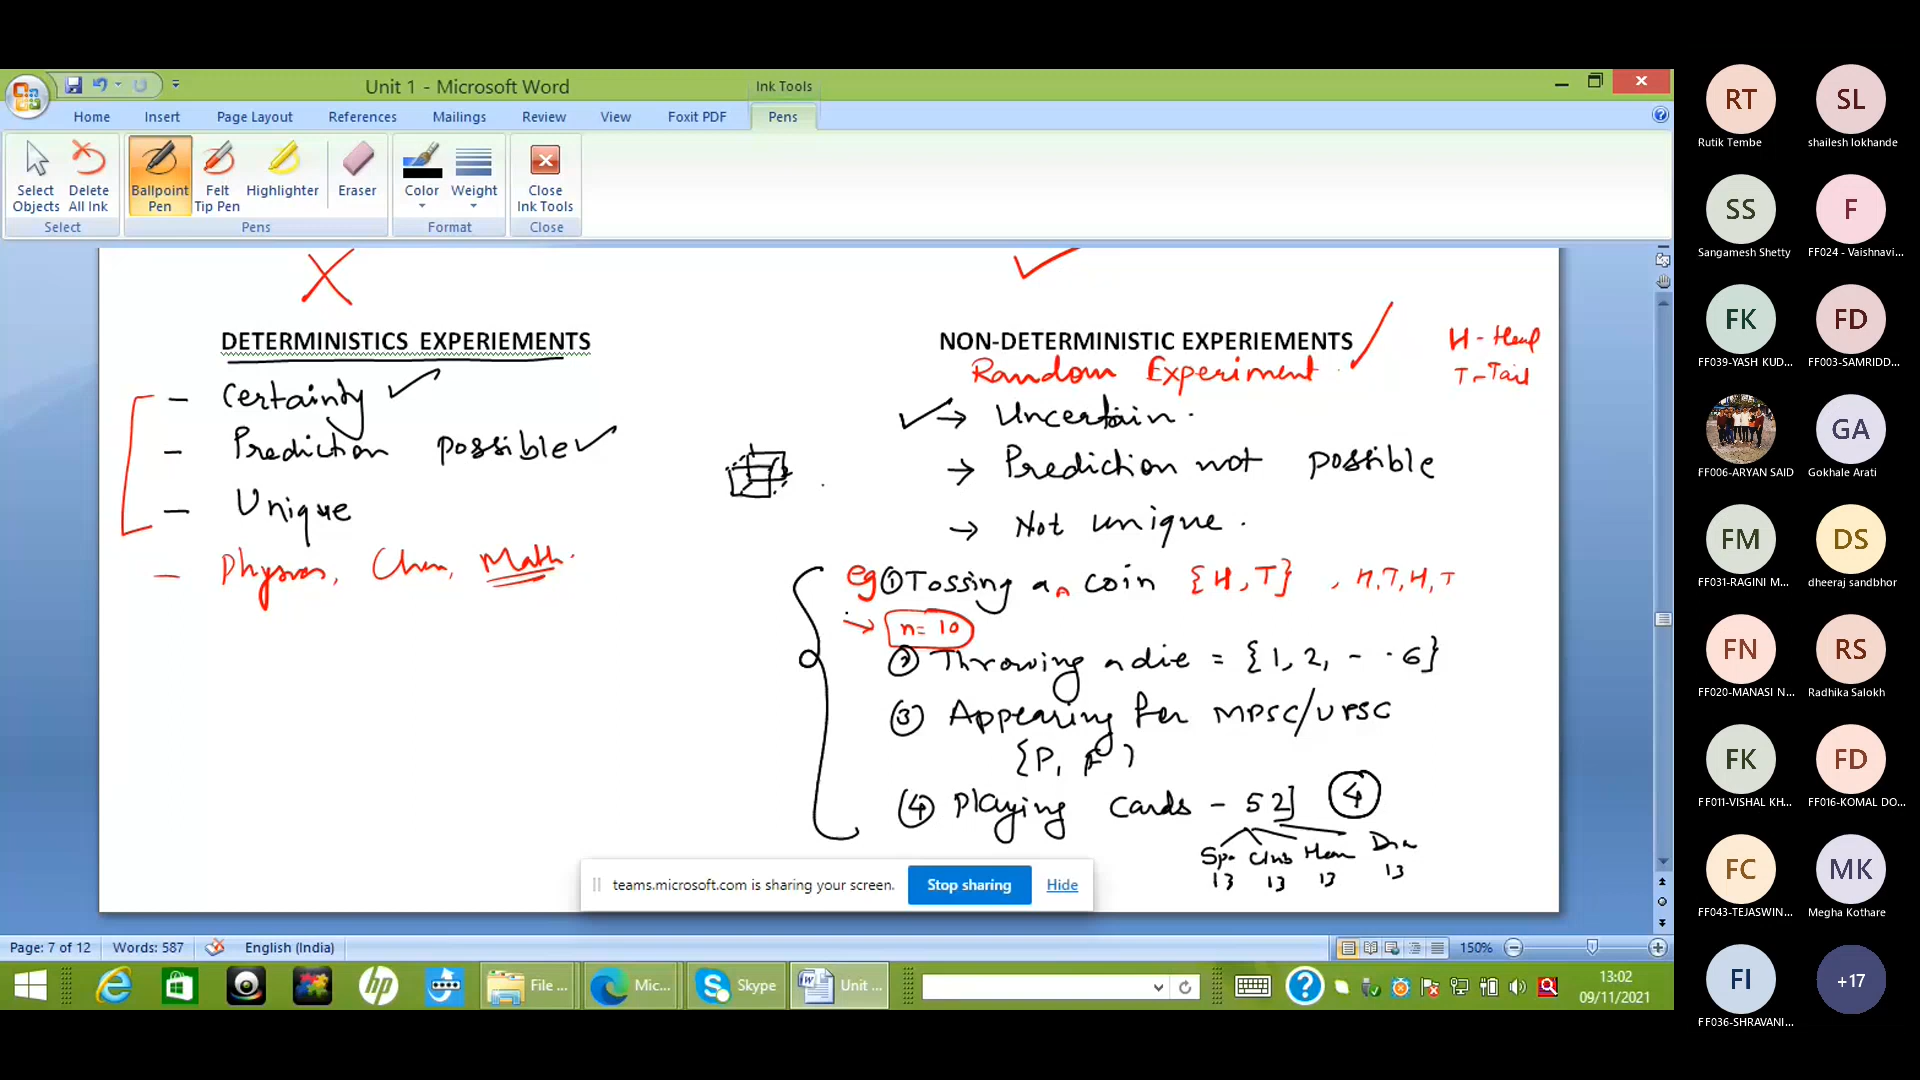 Unit 1 - Microsoft Word
Ink Tools
Home Insert Page Layout References Mailings Review View Foxit PDF Pens
Select Objects
Delete All Ink
Ballpoint Pen
Felt Tip Pen
Highlighter
Eraser
Color
Weight
Close Ink Tools
Select Pens Format Close
DETERMINISTICS EXPERIEMENTS
- Certainty
- Prediction possible
- Unique
- Physics, Chem, Math.
NON-DETERMINISTIC EXPERIEMENTS
Random Experiment.
H - Head
T - Tail
→ Uncertain.
→ Prediction not possible
→ Not unique.
eg ① Tossing a coin {H, T} , H, T, H, T
→ n= 10
② Throwing a die = {1, 2, - · 6}
③ Appearing for MPSC/UPSC
{P, F}
④ Playing cards - 52] ④
13 13 13 13
teams.microsoft.com is sharing your screen. Stop sharing Hide
Page: 7 of 12 Words: 587 English (India) 150%
File ... Mic... Skype Unit ...
13:02
09/11/2021
RT SL
Rutik Tembe shailesh lokhande
SS F
Sangamesh Shetty FF024 - Vaishnavi...
FK FD
FF039-YASH KUD... FF003-SAMRIDD...
GA
FF006-ARYAN SAID Gokhale Arati
FM DS
FF031-RAGINI M... dheeraj sandbhor
FN RS
FF020-MANASI N... Radhika Salokh
FK FD
FF011-VISHAL KH... FF016-KOMAL DO...
FC MK
FF043-TEJASWIN... Megha Kothare
FI +17
FF036-SHRAVANI...